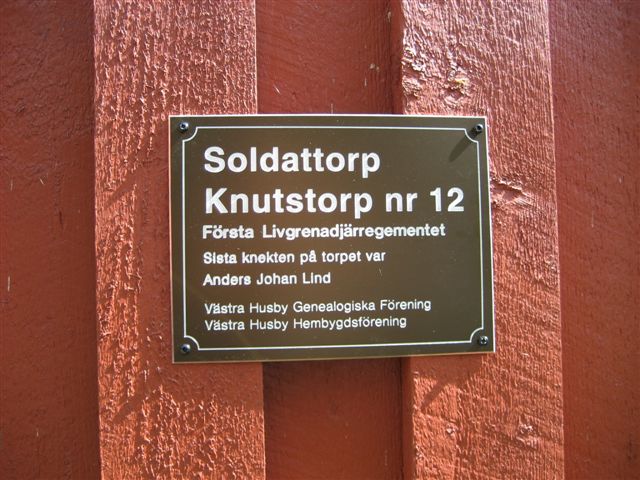 Soldattorp
Knutstorp nr 12
Första Livgrenadjärregementet
Sista knekten på torpet var
Anders Johan Lind
Västra Husby Genealogiska Förening
Västra Husby Hembygdsförening